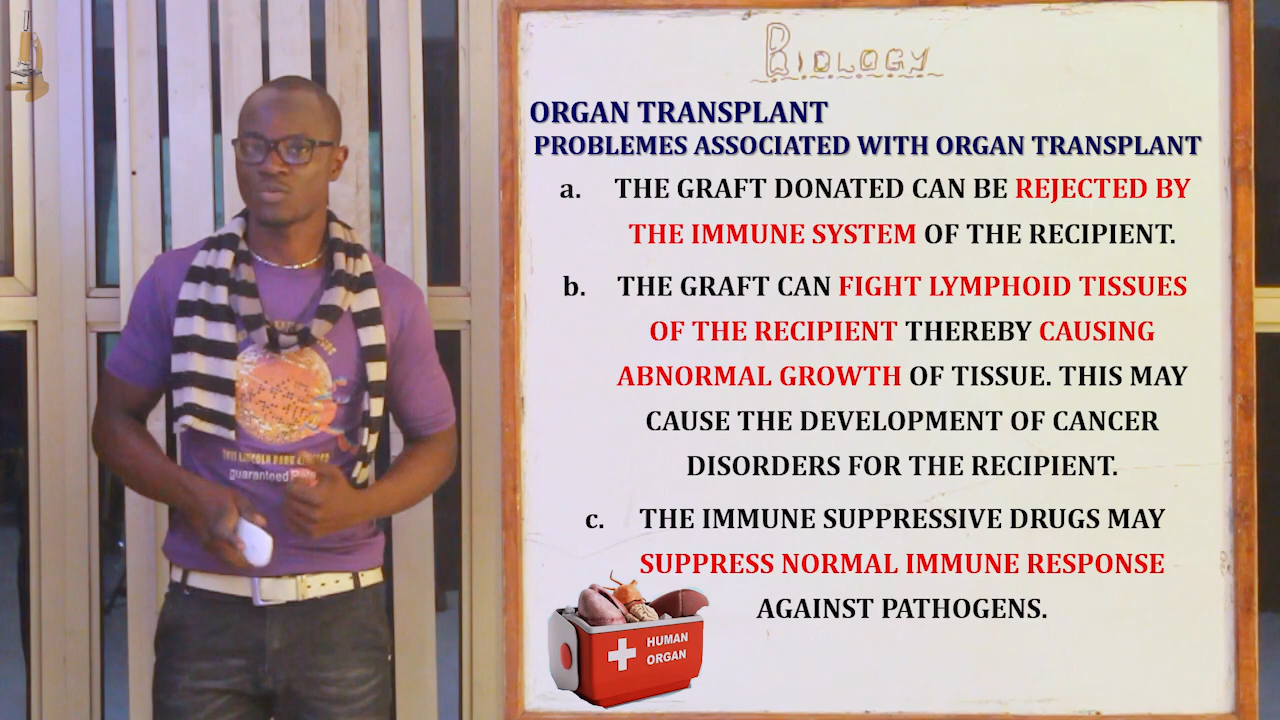 BIOLOGY
ORGAN TRANSPLANT
PROBLEMES ASSOCIATED WITH ORGAN TRANSPLANT
a. THE GRAFT DONATED CAN BE REJECTED BY
THE IMMUNE SYSTEM OF THE RECIPIENT.
b. THE GRAFT CAN FIGHT LYMPHOID TISSUES
OF THE RECIPIENT THEREBY CAUSING
ABNORMAL GROWTH OF TISSUE. THIS MAY
CAUSE THE DEVELOPMENT OF CANCER
DISORDERS FOR THE RECIPIENT.
c. THE IMMUNE SUPPRESSIVE DRUGS MAY
SUPPRESS NORMAL IMMUNE RESPONSE
AGAINST PATHOGENS.
HUMAN
ORGAN
LINCOLN PARK
guaranteed